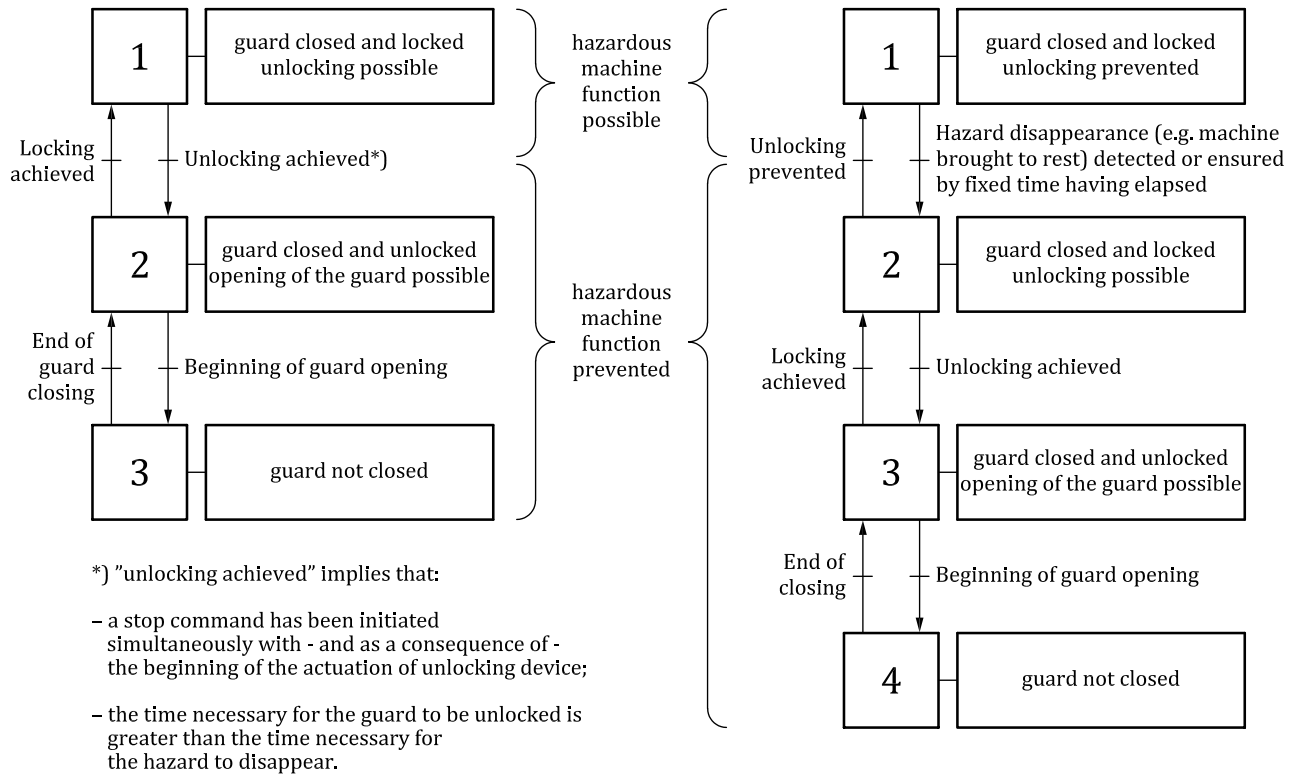 1
guard closed and locked
unlocking possible
Locking
achieved
Unlocking achieved*)
2
guard closed and unlocked
opening of the guard possible
End of
guard
closing
Beginning of guard opening
3
guard not closed
*) ”unlocking achieved” implies that:
– a stop command has been initiated
simultaneously with - and as a consequence of -
the beginning of the actuation of unlocking device;
– the time necessary for the guard to be unlocked is
greater than the time necessary for
the hazard to disappear.
hazardous
machine
function
possible
hazardous
machine
function
prevented
1
guard closed and locked
unlocking prevented
Unlocking
prevented
Hazard disappearance (e.g. machine
brought to rest) detected or ensured
by fixed time having elapsed
2
guard closed and locked
unlocking possible
Locking
achieved
Unlocking achieved
3
guard closed and unlocked
opening of the guard possible
End of
closing
Beginning of guard opening
4
guard not closed